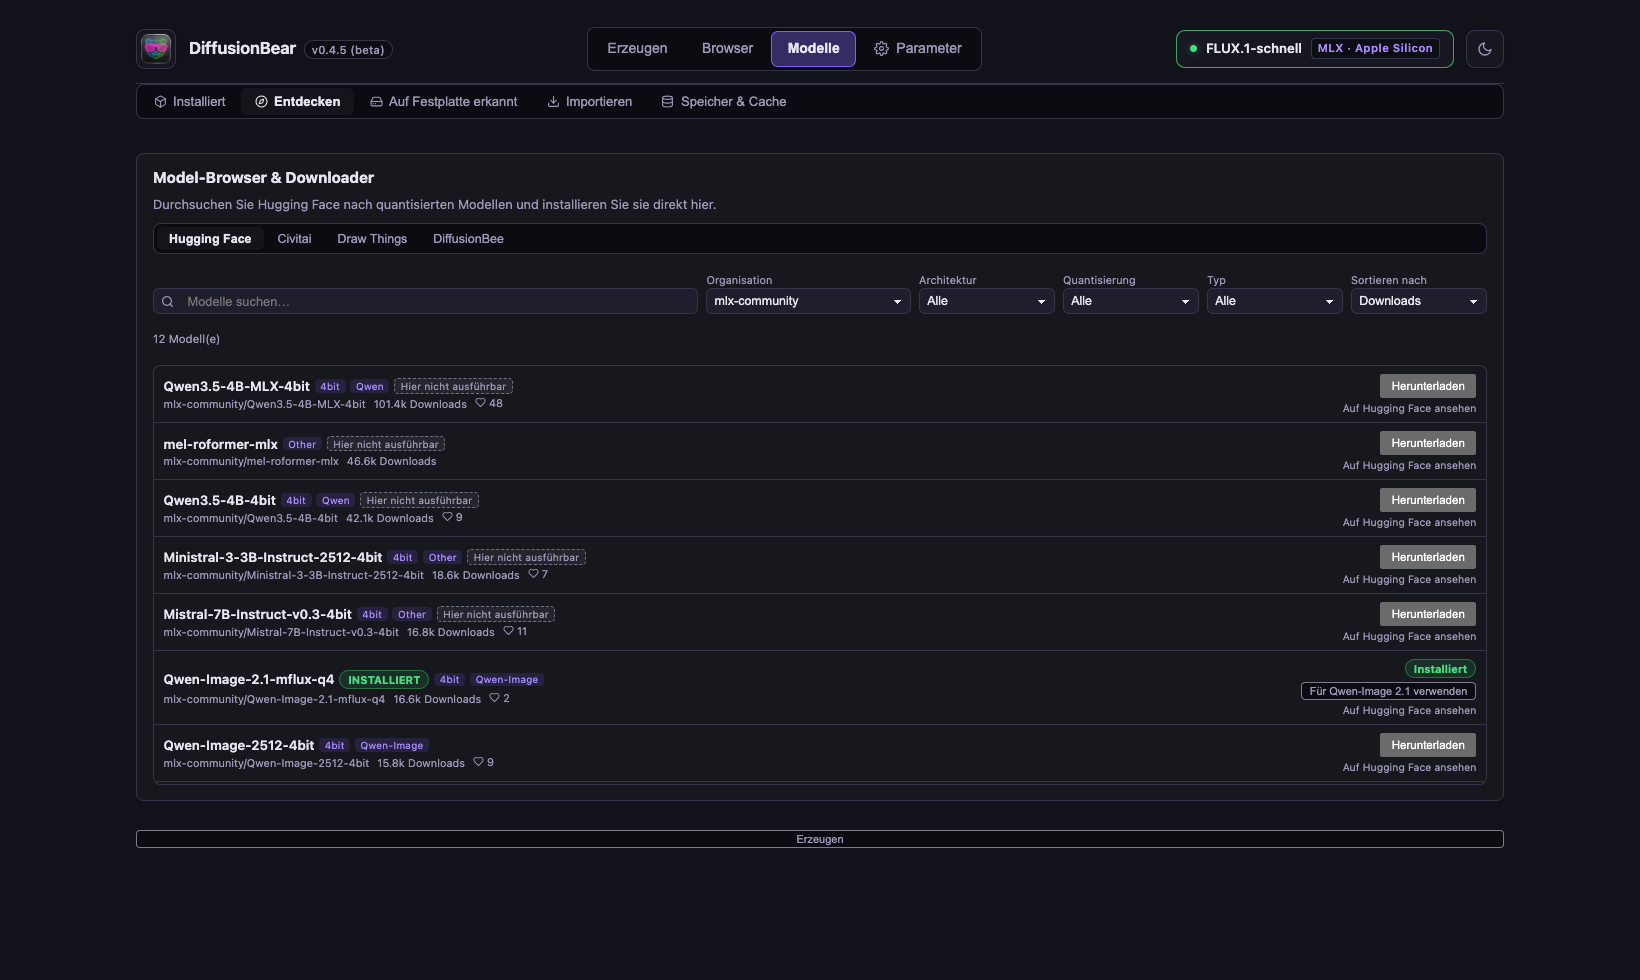 DiffusionBear v0.4.5 (beta)
Erzeugen Browser Modelle Parameter
FLUX.1-schnell MLX · Apple Silicon
Installiert Entdecken Auf Festplatte erkannt Importieren Speicher & Cache
Model-Browser & Downloader
Durchsuchen Sie Hugging Face nach quantisierten Modellen und installieren Sie sie direkt hier.
Hugging Face Civitai Draw Things DiffusionBee
Organisation Architektur Quantisierung Typ Sortieren nach
Modelle suchen... mlx-community Alle Alle Alle Downloads
12 Modell(e)
Qwen3.5-4B-MLX-4bit 4bit Qwen Hier nicht ausführbar Herunterladen
mlx-community/Qwen3.5-4B-MLX-4bit 101.4k Downloads 48 Auf Hugging Face ansehen
mel-roformer-mlx Other Hier nicht ausführbar Herunterladen
mlx-community/mel-roformer-mlx 46.6k Downloads Auf Hugging Face ansehen
Qwen3.5-4B-4bit 4bit Qwen Hier nicht ausführbar Herunterladen
mlx-community/Qwen3.5-4B-4bit 42.1k Downloads 9 Auf Hugging Face ansehen
Ministral-3-3B-Instruct-2512-4bit 4bit Other Hier nicht ausführbar Herunterladen
mlx-community/Ministral-3-3B-Instruct-2512-4bit 18.6k Downloads 7 Auf Hugging Face ansehen
Mistral-7B-Instruct-v0.3-4bit 4bit Other Hier nicht ausführbar Herunterladen
mlx-community/Mistral-7B-Instruct-v0.3-4bit 16.8k Downloads 11 Auf Hugging Face ansehen
Qwen-Image-2.1-mflux-q4 INSTALLIERT 4bit Qwen-Image Installiert
mlx-community/Qwen-Image-2.1-mflux-q4 16.6k Downloads 2 Für Qwen-Image 2.1 verwenden
Auf Hugging Face ansehen
Qwen-Image-2512-4bit 4bit Qwen-Image Herunterladen
mlx-community/Qwen-Image-2512-4bit 15.8k Downloads 9 Auf Hugging Face ansehen
Erzeugen